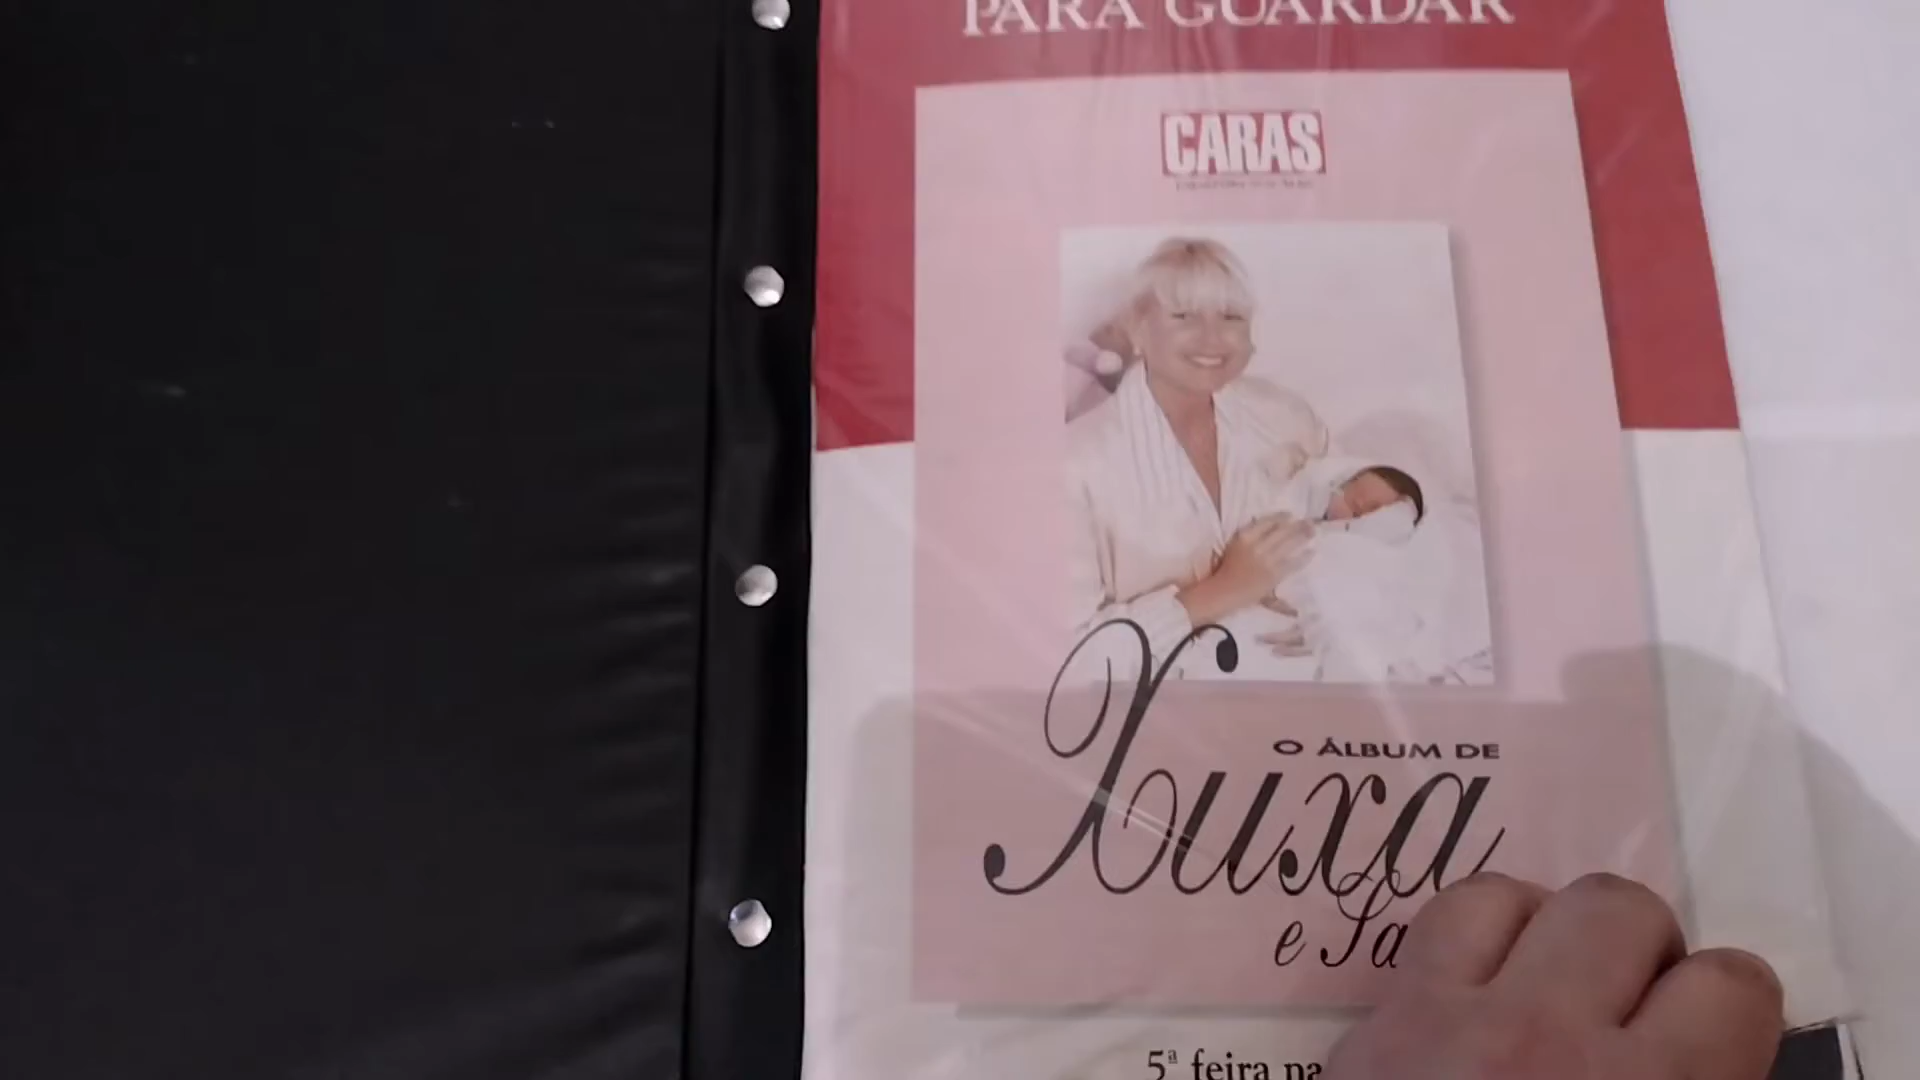 PARA GUARDAR
CARAS
O ÁLBUM DE
Xuxa
e Sa
5ª feira na